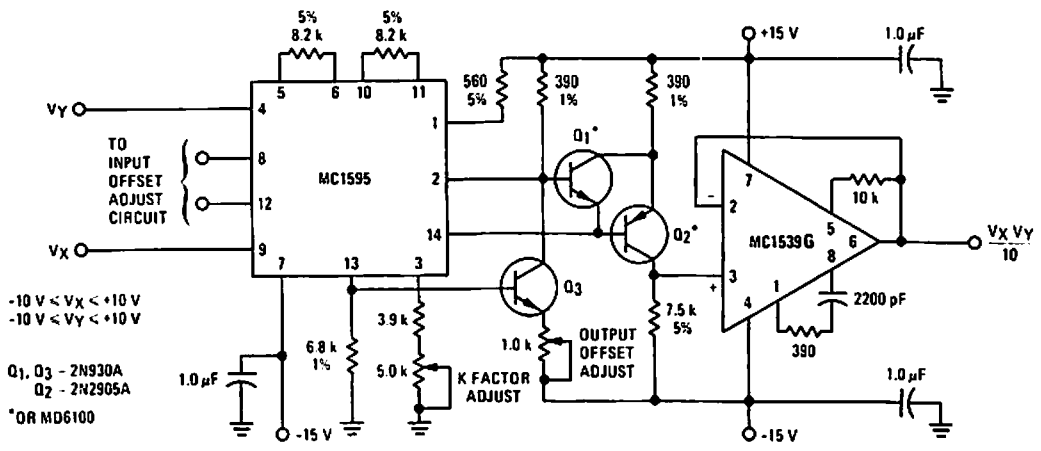 5%
8.2 k
5%
8.2 k
+15 V
1.0 µF
5
6
10
11
560
5%
390
1%
390
1%
VY
4
1
Q1*
TO
INPUT
OFFSET
ADJUST
CIRCUIT
8
MC1595
2
7
12
2
5
10 k
Q2*
MC1539G
6
VX VY
10
14
VX
9
8
3
+
-
7
13
3
Q3
4
1
2200 pF
-10 V ≤ VX ≤ +10 V
-10 V ≤ VY ≤ +10 V
3.9 k
7.5 k
5%
6.8 k
1%
1.0 k
OUTPUT
OFFSET
ADJUST
390
Q1, Q3 - 2N930A
Q2 - 2N2905A
*OR MD6100
1.0 µF
5.0 k
K FACTOR
ADJUST
1.0 µF
-15 V
-15 V